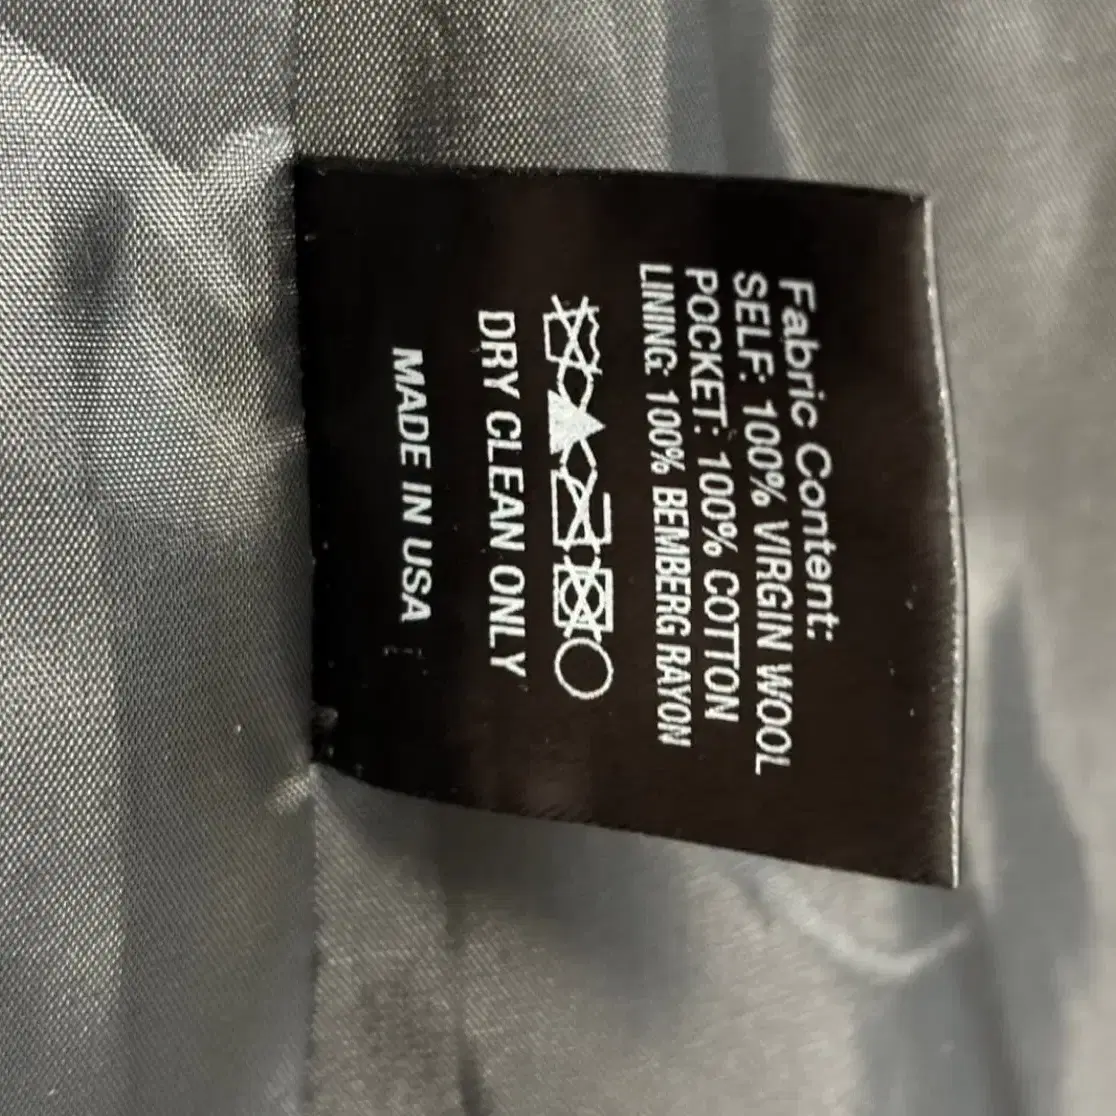 Fabric Content:
SELF: 100% VIRGIN WOOL
POCKET: 100% COTTON
LINING: 100% BEMBERG RAYON
DRY CLEAN ONLY
MADE IN USA